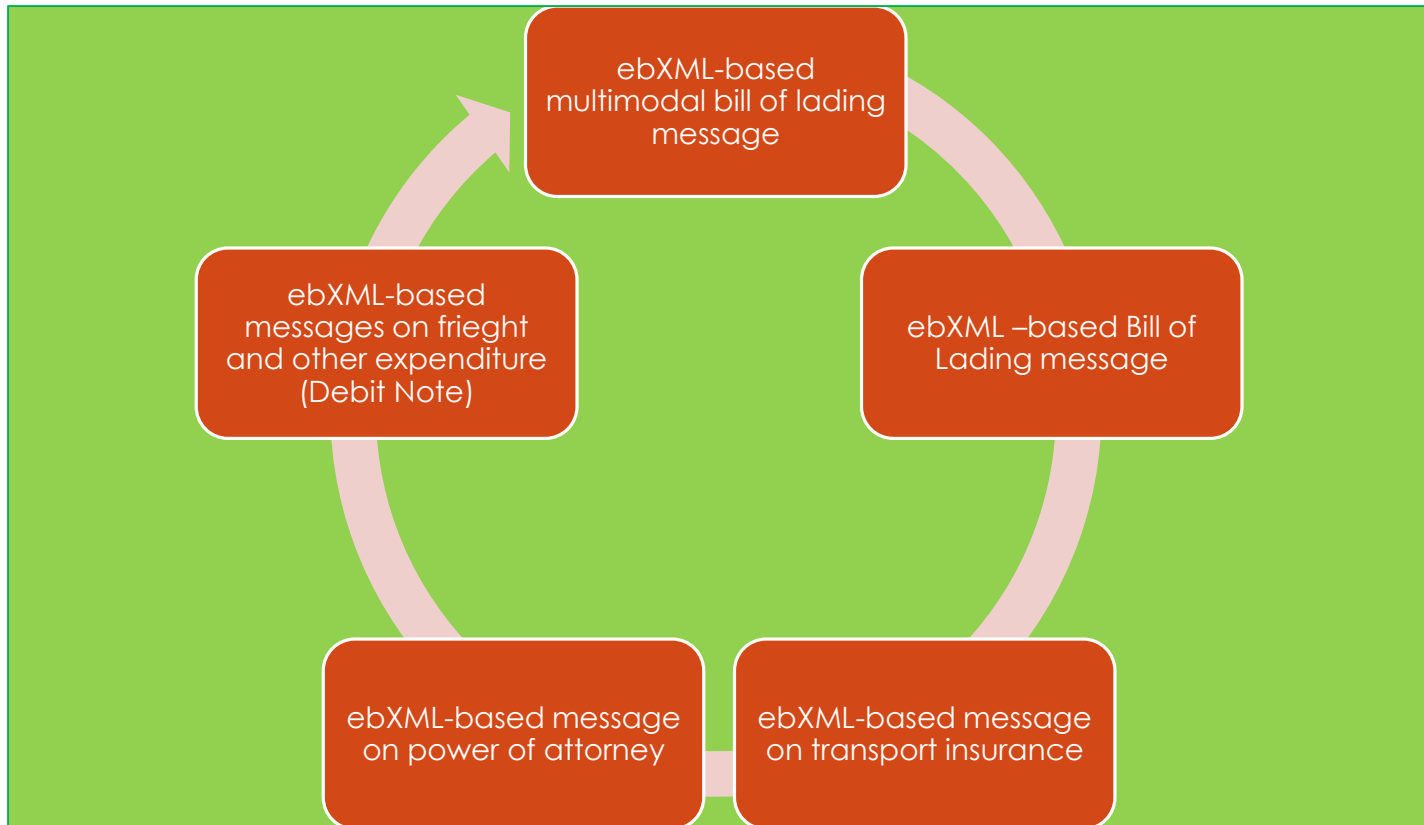 ebXML-based
multimodal bill of lading
message
ebXML –based Bill of
Lading message
ebXML-based message
on transport insurance
ebXML-based message
on power of attorney
ebXML-based
messages on frieght
and other expenditure
(Debit Note)